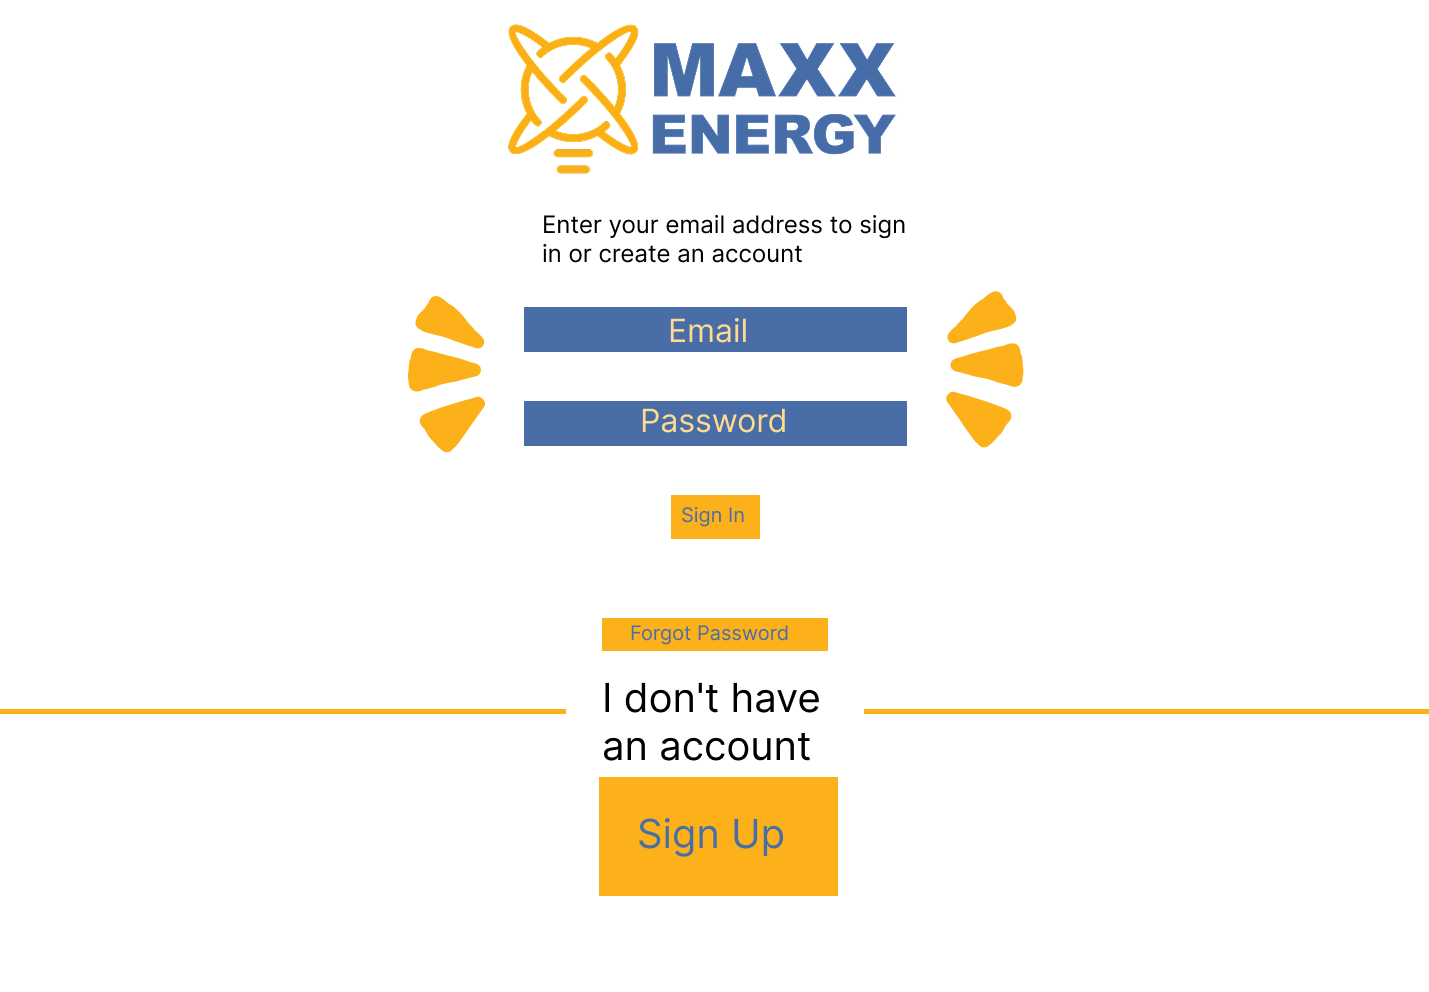 MAXX
ENERGY
Enter your email address to sign
in or create an account
Email
Password
Sign In
Forgot Password
I don't have
an account
Sign Up